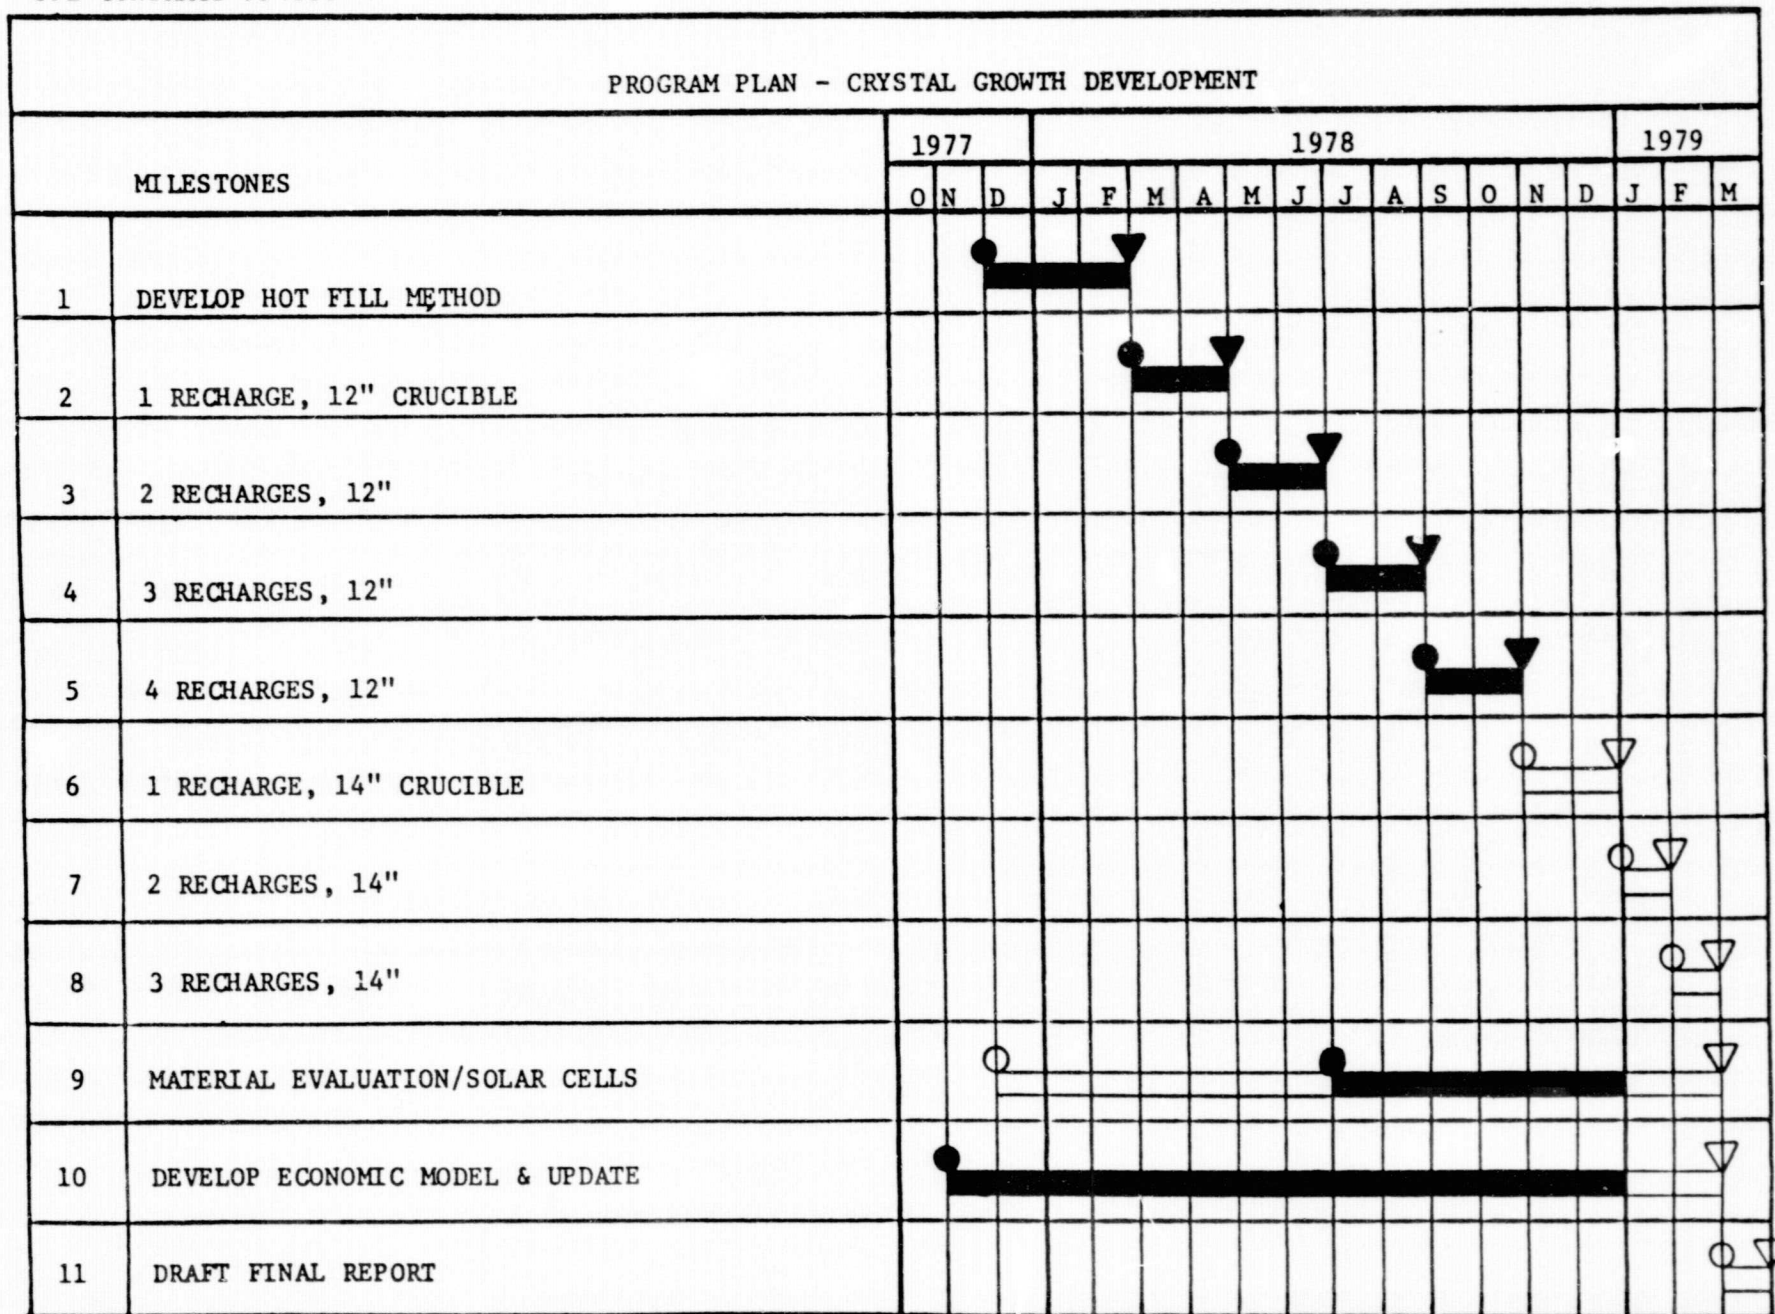 PROGRAM PLAN - CRYSTAL GROWTH DEVELOPMENT
1977 1978 1979
MILESTONES
O N D J F M A M J J A S O N D J F M
1 DEVELOP HOT FILL METHOD
2 1 RECHARGE, 12" CRUCIBLE
3 2 RECHARGES, 12"
4 3 RECHARGES, 12"
5 4 RECHARGES, 12"
6 1 RECHARGE, 14" CRUCIBLE
7 2 RECHARGES, 14"
8 3 RECHARGES, 14"
9 MATERIAL EVALUATION/SOLAR CELLS
10 DEVELOP ECONOMIC MODEL & UPDATE
11 DRAFT FINAL REPORT